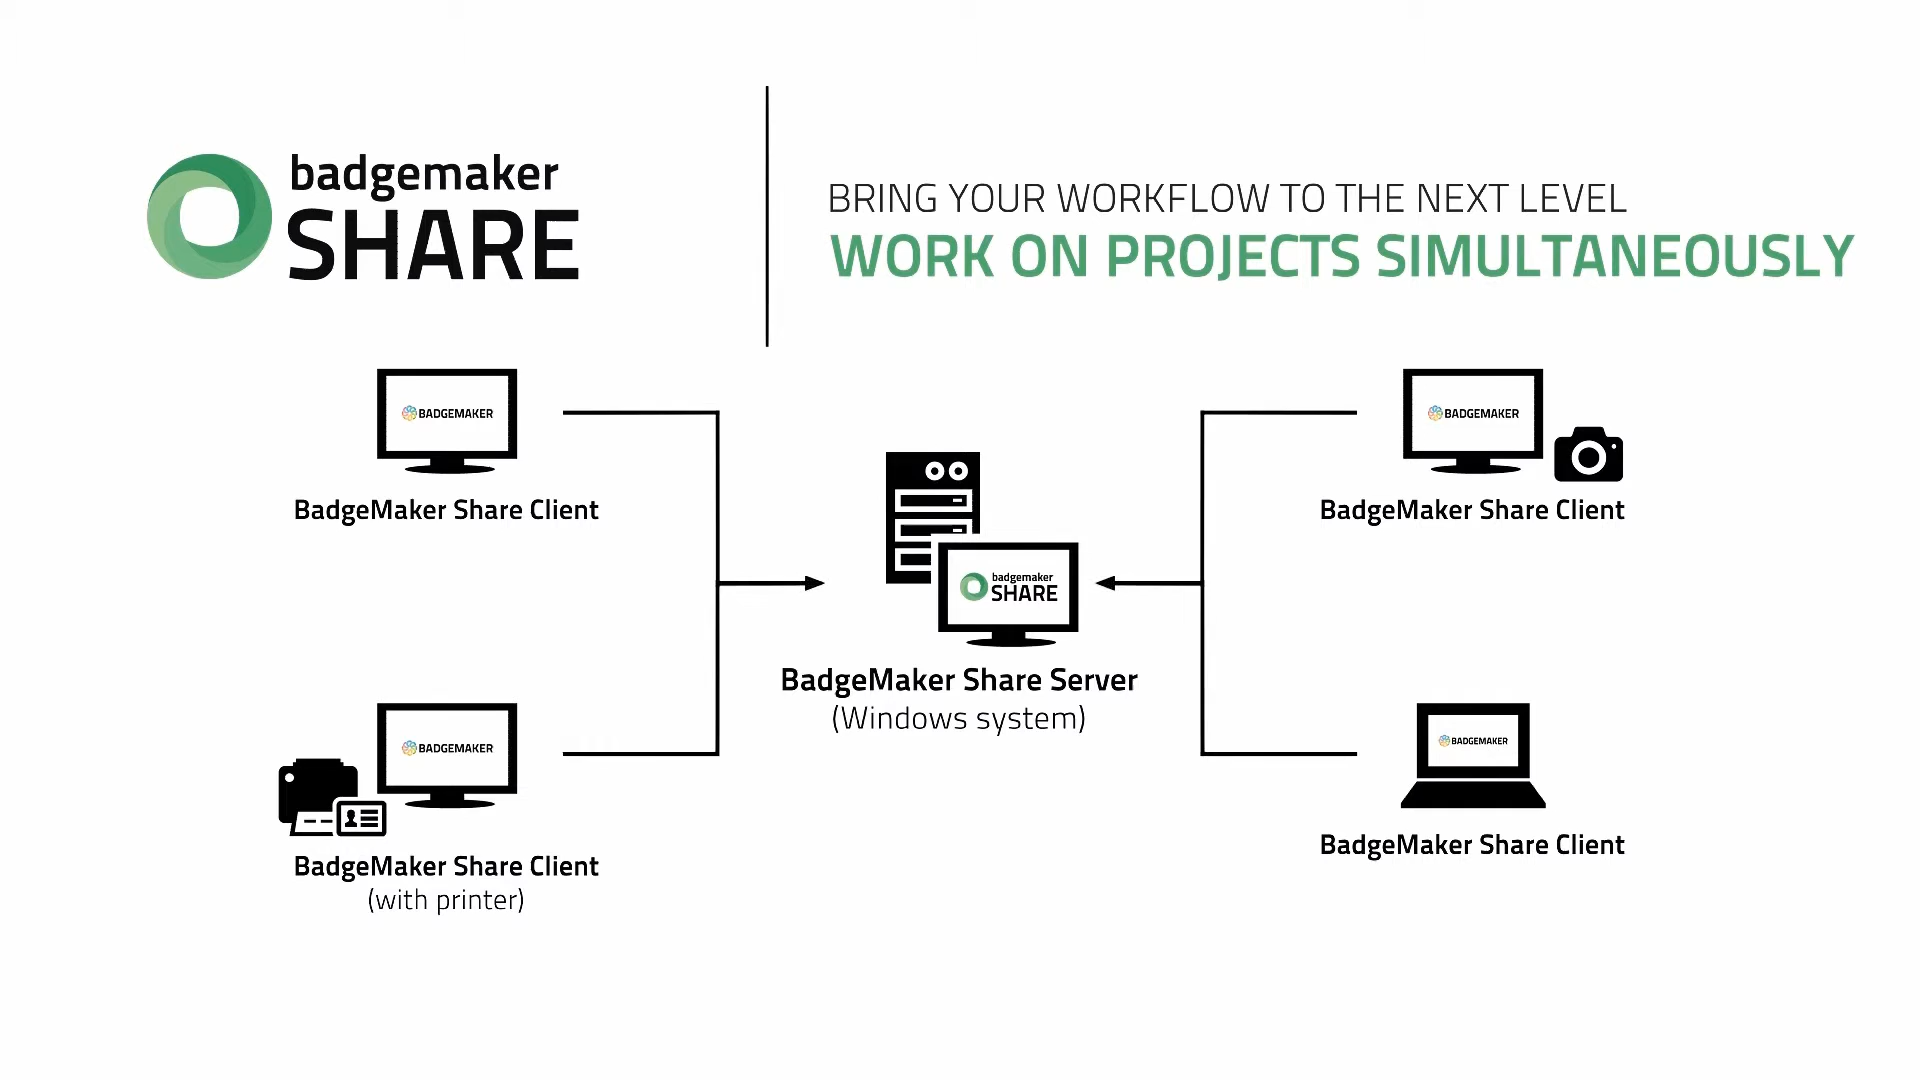 badgemaker
SHARE
BRING YOUR WORKFLOW TO THE NEXT LEVEL
WORK ON PROJECTS SIMULTANEOUSLY
BADGEMAKER
BadgeMaker Share Client
BADGEMAKER
BadgeMaker Share Client
badgemaker
SHARE
BadgeMaker Share Server
(Windows system)
BADGEMAKER
BadgeMaker Share Client
(with printer)
BADGEMAKER
BadgeMaker Share Client